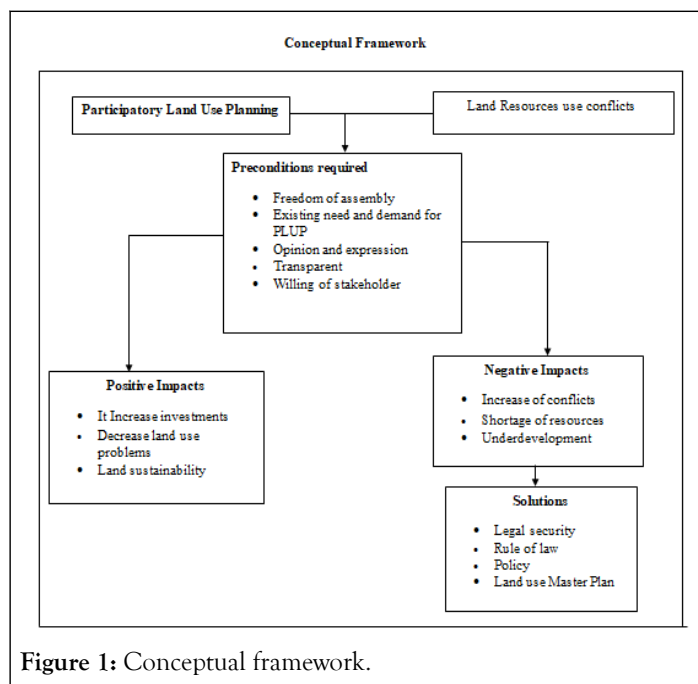 Conceptual Framework
Participatory Land Use Planning
Land Resources use conflicts
Preconditions required
• Freedom of assembly
• Existing need and demand for
PLUP
• Opinion and expression
• Transparent
• Willing of stakeholder
Positive Impacts
• It Increase investments
• Decrease land use
problems
• Land sustainability
Negative Impacts
• Increase of conflicts
• Shortage of resources
• Underdevelopment
Solutions
• Legal security
• Rule of law
• Policy
• Land use Master Plan
Figure 1: Conceptual framework.